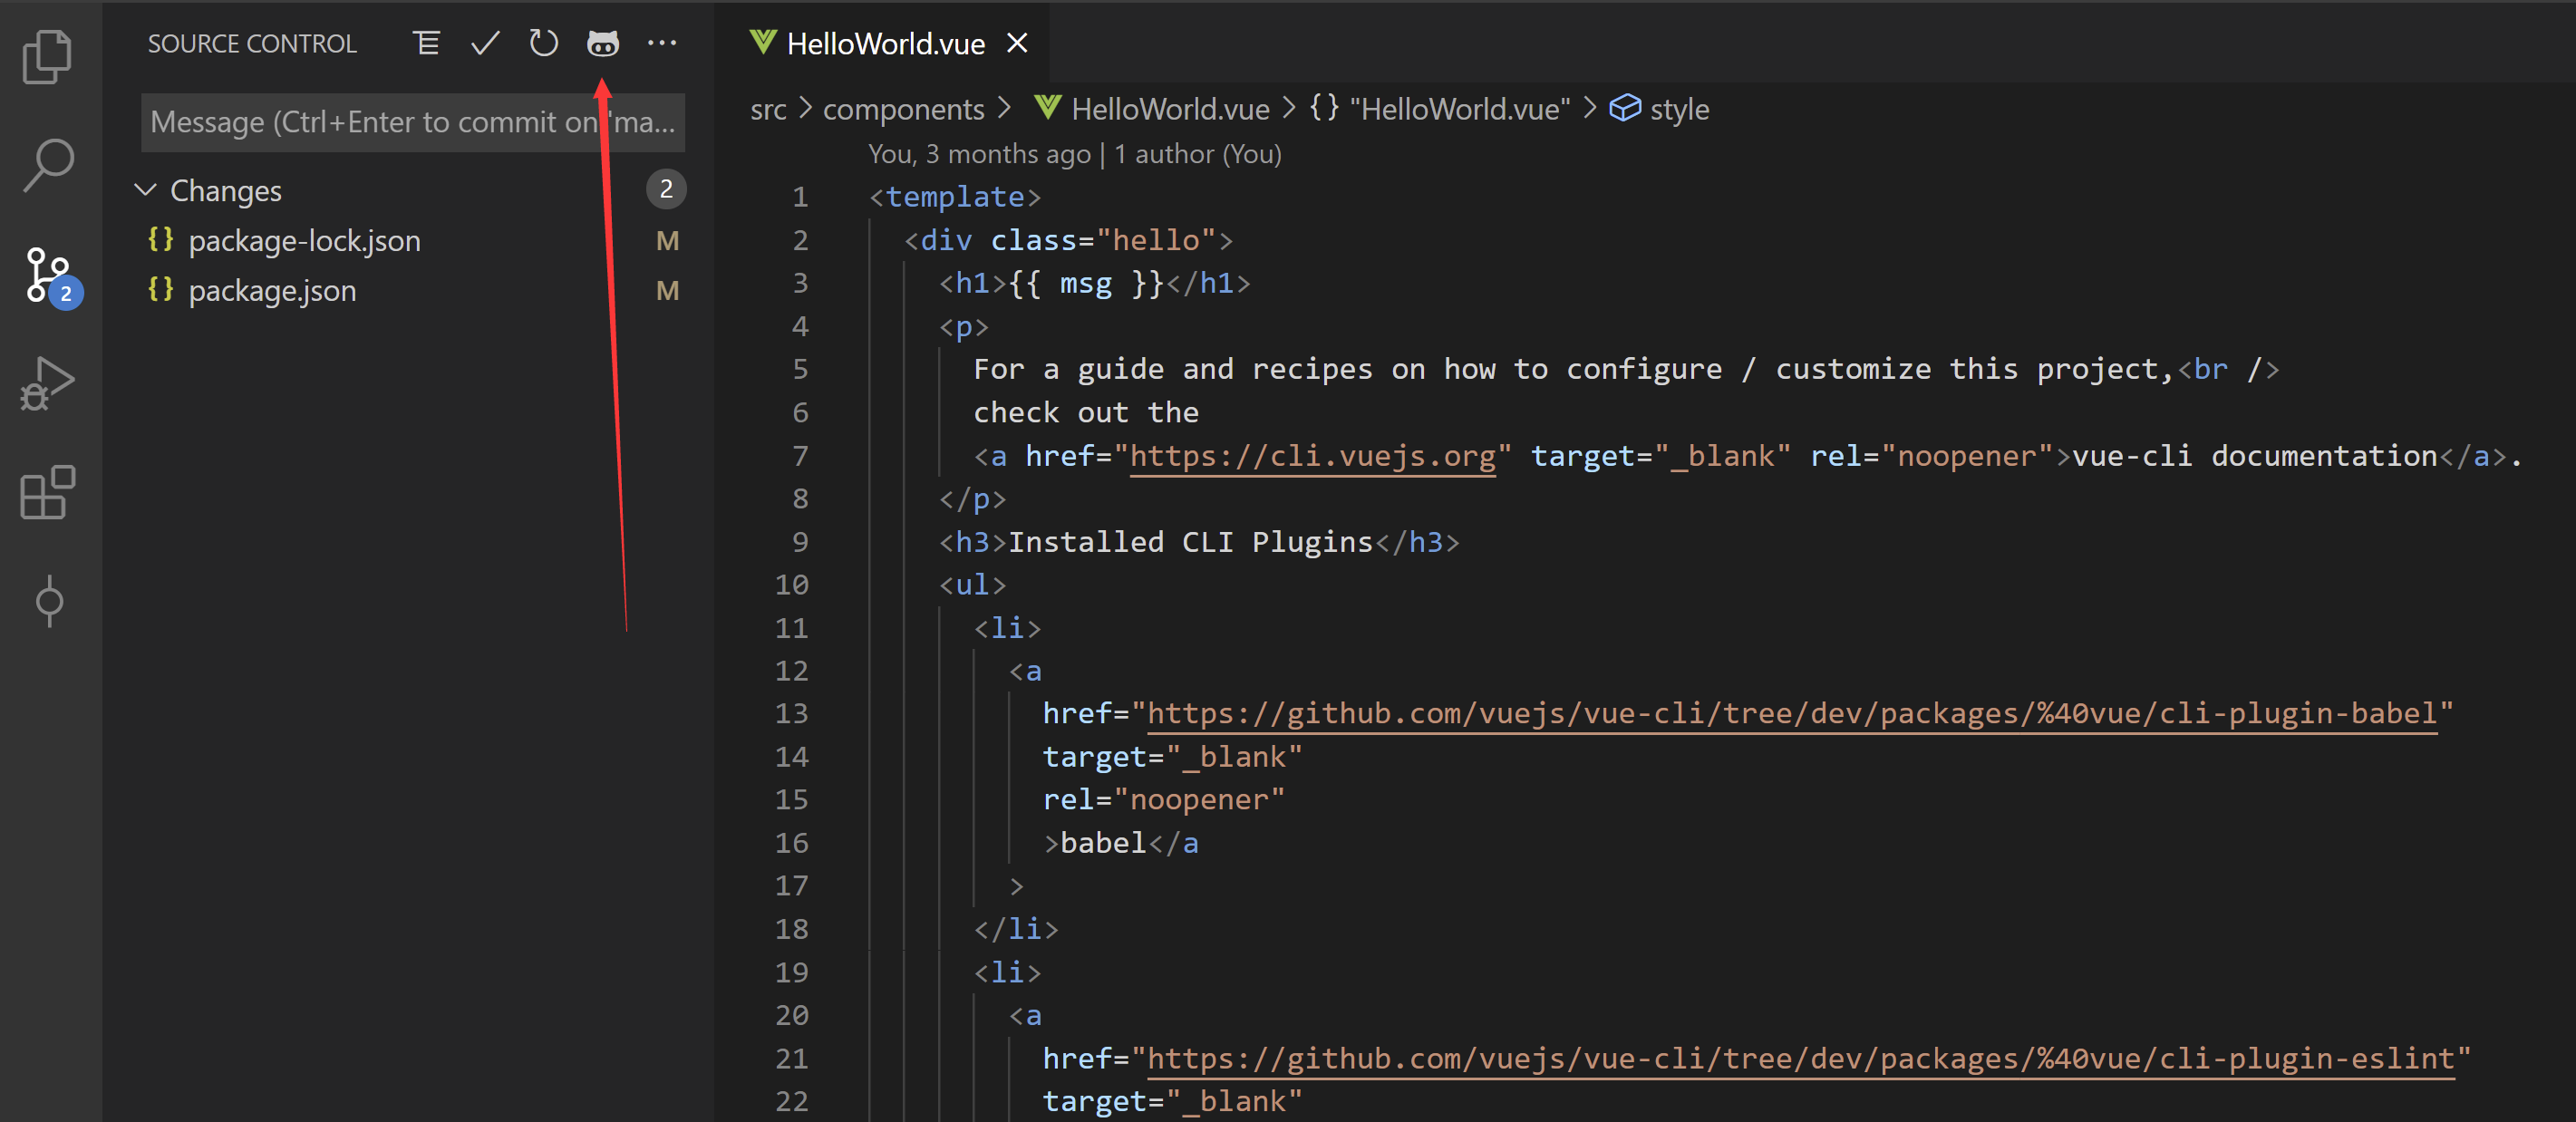 SOURCE CONTROL
Message (Ctrl+Enter to commit on 'ma...
Changes 2
{} package-lock.json M
{} package.json M
2
HelloWorld.vue
src > components > HelloWorld.vue > {} "HelloWorld.vue" > style
You, 3 months ago | 1 author (You)
1 <template>
2 <div class="hello">
3 <h1>{{ msg }}</h1>
4 <p>
5 For a guide and recipes on how to configure / customize this project,<br />
6 check out the
7 <a href="https://cli.vuejs.org" target="_blank" rel="noopener">vue-cli documentation</a>.
8 </p>
9 <h3>Installed CLI Plugins</h3>
10 <ul>
11 <li>
12 <a
13 href="https://github.com/vuejs/vue-cli/tree/dev/packages/%40vue/cli-plugin-babel"
14 target="_blank"
15 rel="noopener"
16 >babel</a
17 >
18 </li>
19 <li>
20 <a
21 href="https://github.com/vuejs/vue-cli/tree/dev/packages/%40vue/cli-plugin-eslint"
22 target="_blank"